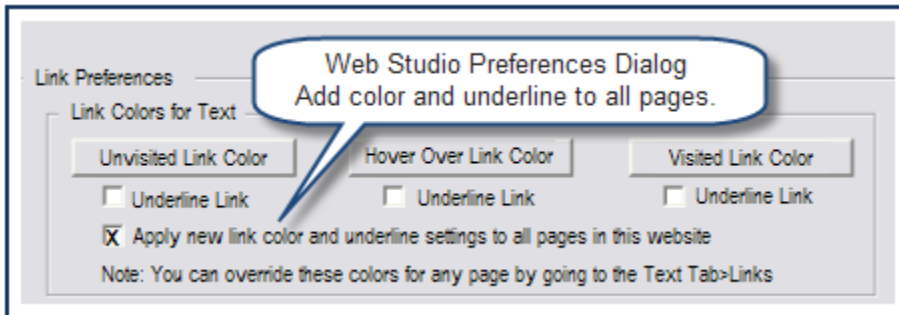 Web Studio Preferences Dialog
Add color and underline to all pages.
Link Preferences
Link Colors for Text
Unvisited Link Color Hover Over Link Color Visited Link Color
Underline Link Underline Link Underline Link
X Apply new link color and underline settings to all pages in this website
Note: You can override these colors for any page by going to the Text Tab>Links